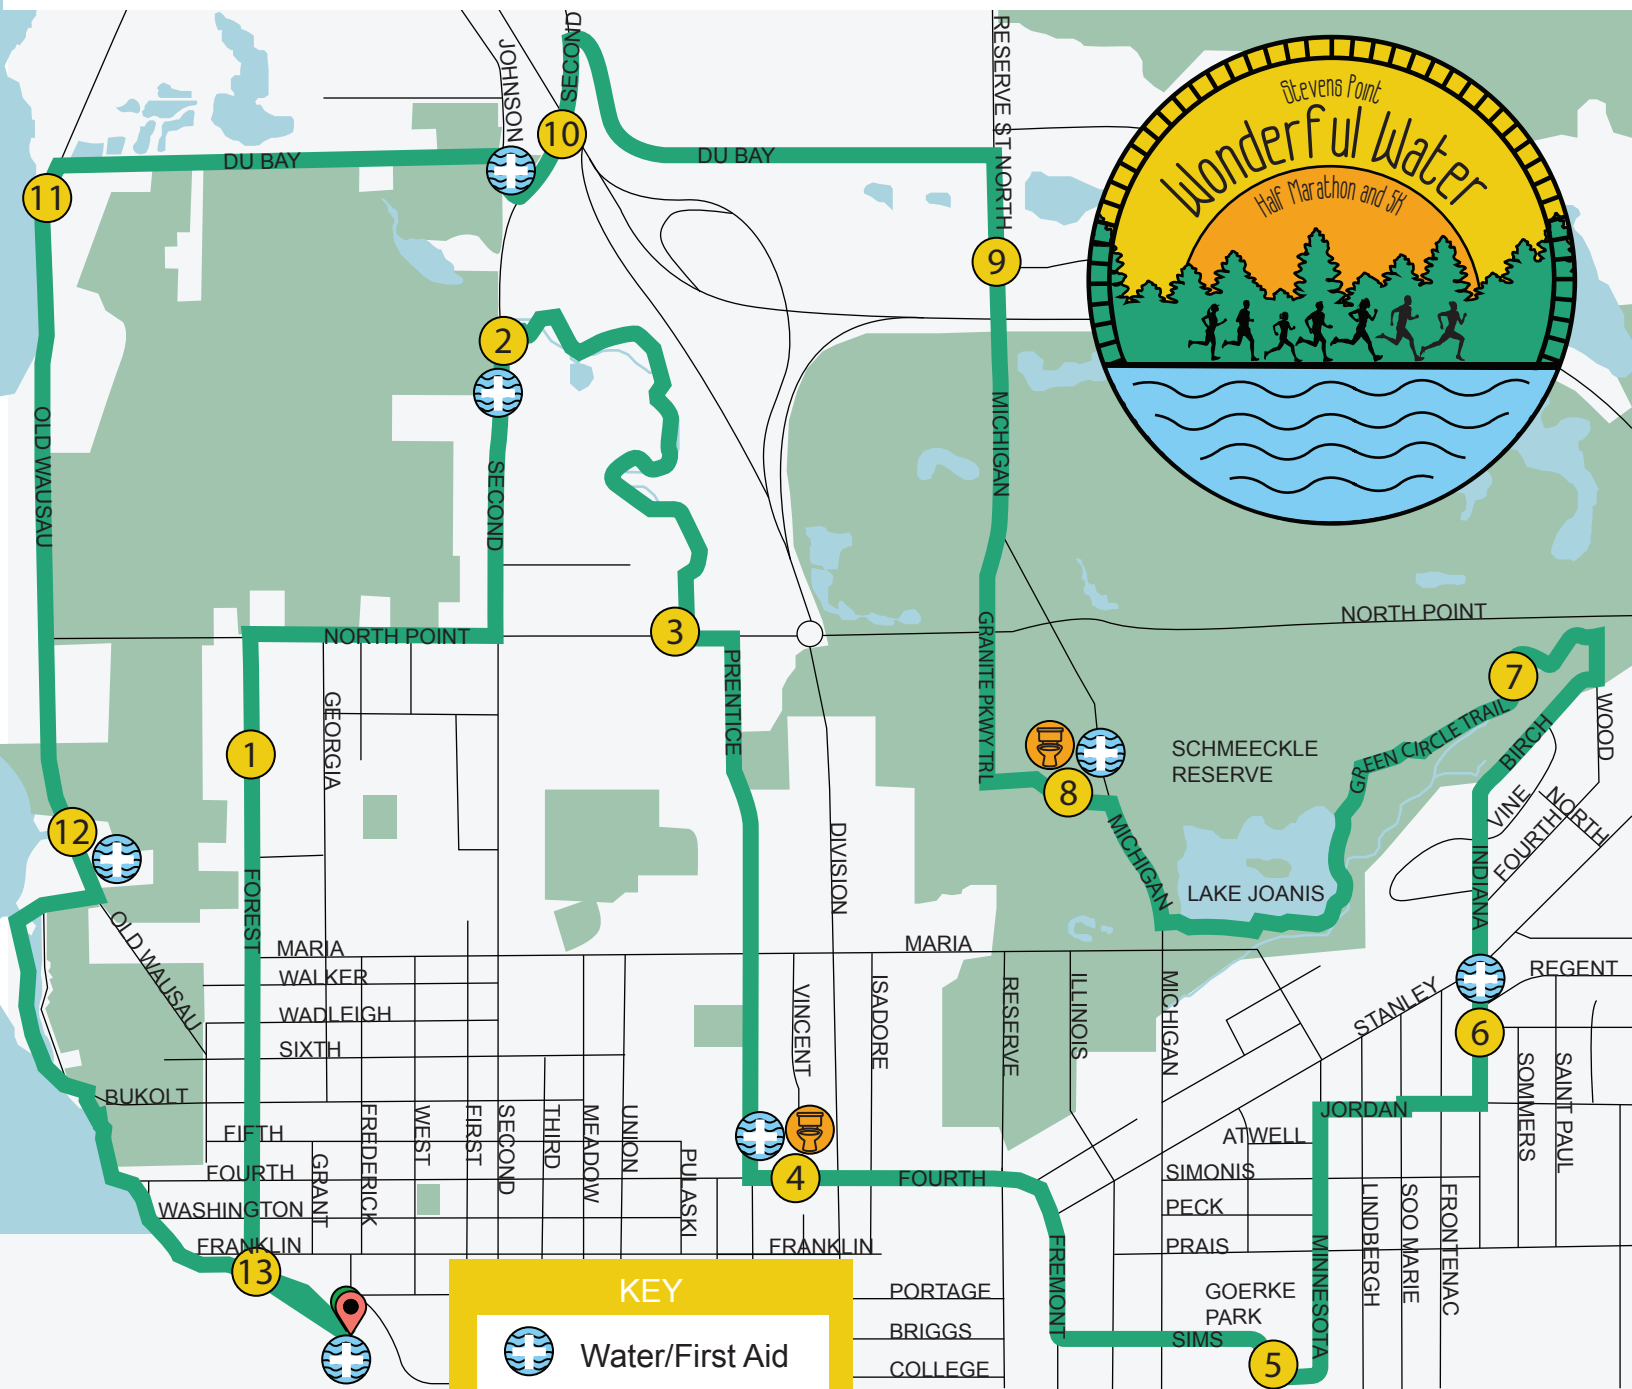 JOHNSON
SECOND
RESERVE ST NORTH
Stevens Point
Wonderful Water
Half Marathon and 5K
10
DU BAY
DU BAY
11
9
2
OLD WAUSAU
SECOND
MICHIGAN
3
NORTH POINT
NORTH POINT
GRANITE PKWY TRL
PRENTICE
7
GREEN CIRCLE TRAIL
BIRCH
WOOD
GEORGIA
1
SCHMEECKLE
RESERVE
8
12
VINE
NORTH
FOURTH
MICHIGAN
DIVISION
INDIANA
LAKE JOANIS
FOREST
OLD WAUSAU
MARIA
MARIA
WALKER
REGENT
WADLEIGH
VINCENT
ISADORE
RESERVE
ILLINOIS
MICHIGAN
STANLEY
6
SIXTH
SOMMERS
SAINT PAUL
BUKOLT
JORDAN
FREDERICK
WEST
FIRST
SECOND
THIRD
MEADOW
UNION
FIFTH
ATWELL
GRANT
PULASKI
FOURTH
4
FOURTH
SIMONIS
WASHINGTON
PECK
LINDBERGH
SOO MARIE
FRONTENAC
FRANKLIN
FRANKLIN
FREMONT
PRAIS
MINNESOTA
13
KEY
PORTAGE
GOERKE
PARK
BRIGGS
SIMS
Water/First Aid
COLLEGE
5